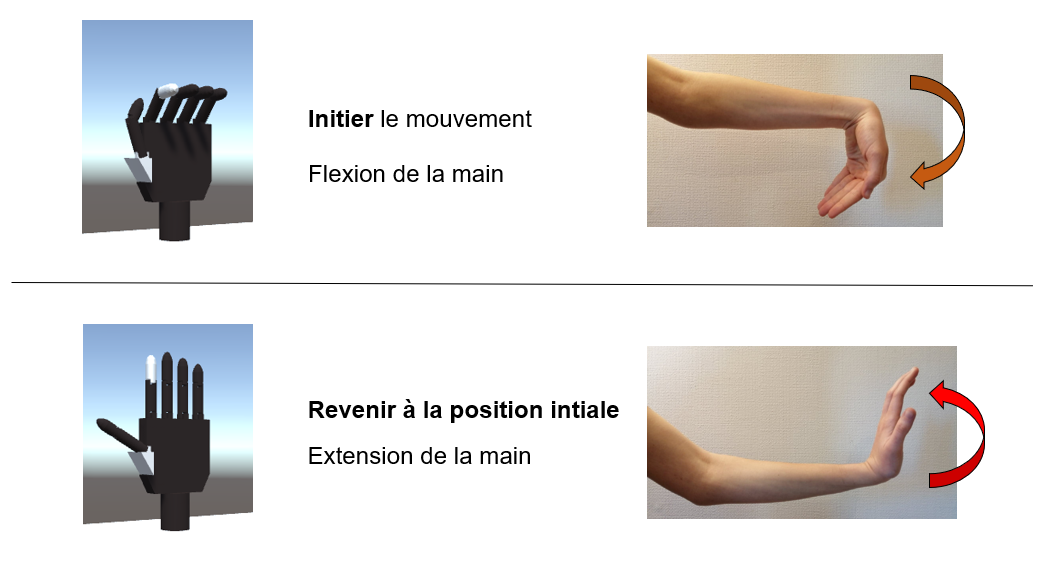 Initier le mouvement
Flexion de la main
Revenir à la position intiale
Extension de la main